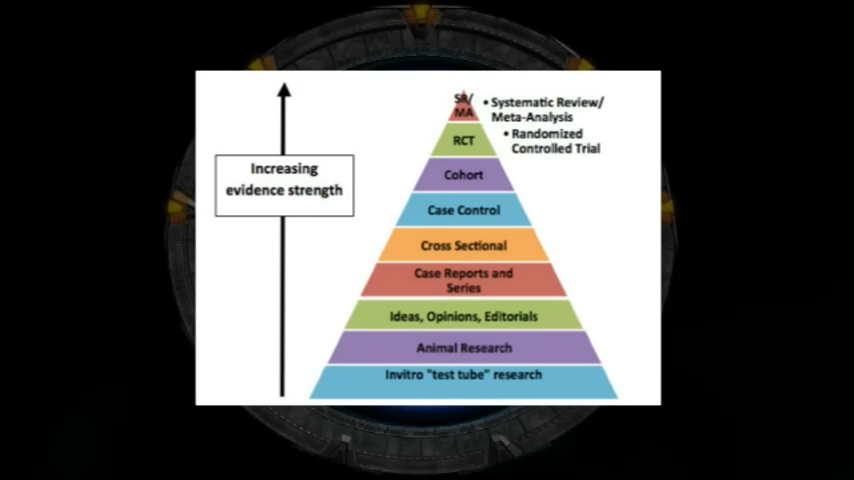 Increasing
evidence strength
SR/
MA
• Systematic Review/
Meta-Analysis
• Randomized
Controlled Trial
RCT
Cohort
Case Control
Cross Sectional
Case Reports and
Series
Ideas, Opinions, Editorials
Animal Research
Invitro "test tube" research